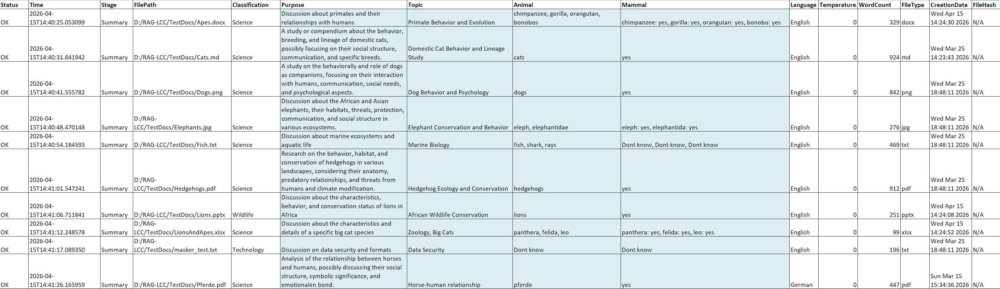 Status Time Stage FilePath Classification Purpose Topic Animal Mammal Language Temperature WordCount FileType CreationDate FileHash
2026-04- Discussion about primates and their chimpanzee, gorilla, orangutan, Wed Apr 15
OK 15T14:40:25.053099 Summary D:/RAG-LCC/TestDocs/Apes.docx Science relationships with humans Primate Behavior and Evolution bonobos chimpanzee: yes, gorilla: yes, orangutan: yes, bonobo: yes English 0 329 docx 14:24:30 2026 N/A
A study or compendium about the behavior,
breeding, and lineage of domestic cats,
2026-04- possibly focusing on their social structure, Domestic Cat Behavior and Lineage Wed Mar 25
OK 15T14:40:31.841942 Summary D:/RAG-LCC/TestDocs/Cats.md Science communication, and specific breeds. Study cats yes English 0 924 md 14:23:43 2026 N/A
A study on the behaviorally and role of dogs
as companions, focusing on their interaction
2026-04- with humans, communication, social needs, Wed Mar 25
OK 15T14:40:41.555782 Summary D:/RAG-LCC/TestDocs/Dogs.png Science and psychological aspects. Dog Behavior and Psychology dogs yes English 0 842 png 18:48:11 2026 N/A
Discussion about the African and Asian
elephants, their habitats, threats, protection,
2026-04- D:/RAG- communication, and social structure in Wed Mar 25
OK 15T14:40:48.470148 Summary LCC/TestDocs/Elephants.jpg Science various ecosystems. Elephant Conservation and Behavior eleph, elephantidae eleph: yes, elephantida: yes English 0 276 jpg 18:48:11 2026 N/A
2026-04- Discussion about marine ecosystems and Wed Mar 25
OK 15T14:40:54.184593 Summary D:/RAG-LCC/TestDocs/Fish.txt Science aquatic life Marine Biology fish, shark, rays Dont know, Dont know, Dont know English 0 469 txt 18:48:11 2026 N/A
Research on the behavior, habitat, and
conservation of hedgehogs in various
landscapes, considering their anatomy,
2026-04- D:/RAG- predatory relationships, and threats from Wed Mar 25
OK 15T14:41:01.547241 Summary LCC/TestDocs/Hedgehogs.pdf Science humans and climate modification. Hedgehog Ecology and Conservation hedgehogs yes English 0 912 pdf 18:48:11 2026 N/A
Discussion about the characteristics,
2026-04- behavior, and conservation status of lions in Wed Apr 15
OK 15T14:41:06.711841 Summary D:/RAG-LCC/TestDocs/Lions.pptx Wildlife Africa African Wildlife Conservation lions yes English 0 251 pptx 14:24:08 2026 N/A
2026-04- D:/RAG- Discussion about the characteristics and Wed Apr 15
OK 15T14:41:12.248578 Summary LCC/TestDocs/LionsAndApes.xlsx Science details of a specific big cat species Zoology, Big Cats panthera, felida, leo panthera: yes, felida: yes, leo: yes English 0 99 xlsx 14:24:52 2026 N/A
2026-04- D:/RAG- Wed Mar 25
OK 15T14:41:17.089350 Summary LCC/TestDocs/masker_test.txt Technology Discussion on data security and formats Data Security Dont know Dont know English 0 196 txt 18:48:11 2026 N/A
Analysis of the relationship between horses
and humans, possibly discussing their social
2026-04- structure, symbolic significance, and Sun Mar 15
OK 15T14:41:26.165959 Summary D:/RAG-LCC/TestDocs/Pferde.pdf Science emotionalen bond. Horse-human relationship pferde yes German 0 447 pdf 15:34:36 2026 N/A